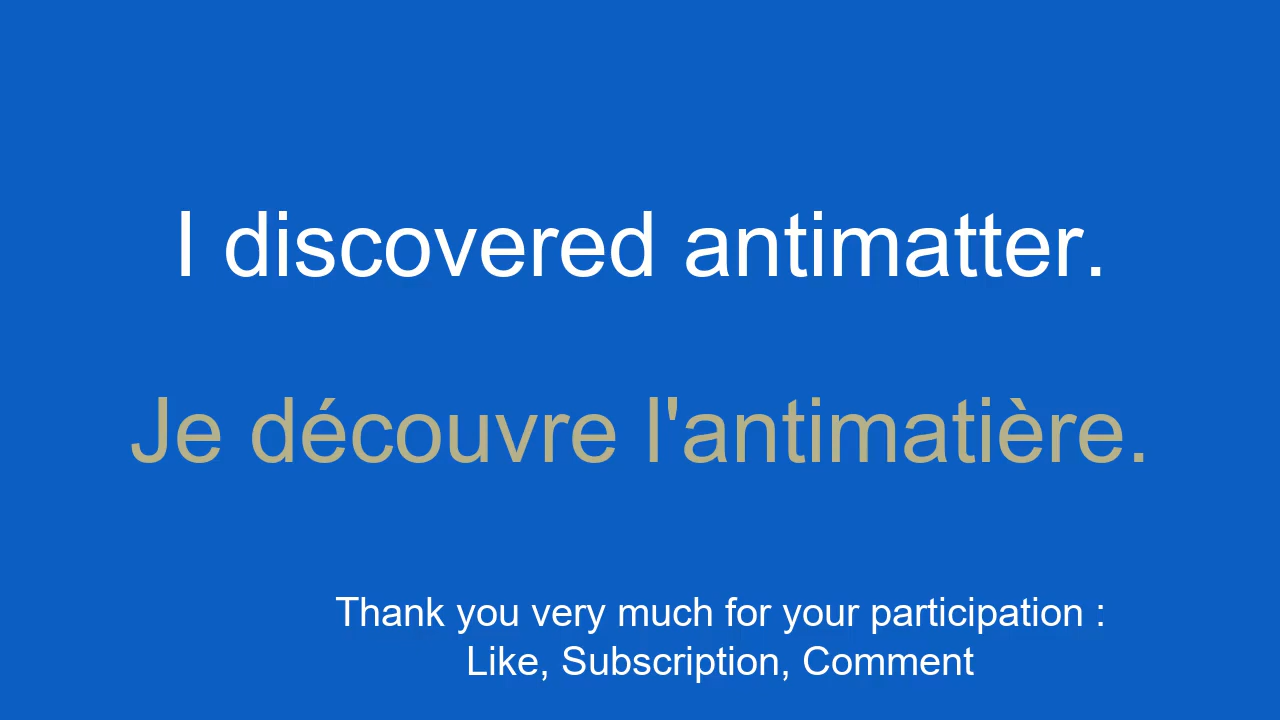 I discovered antimatter.
Je découvre l'antimatière.
Thank you very much for your participation :
Like, Subscription, Comment